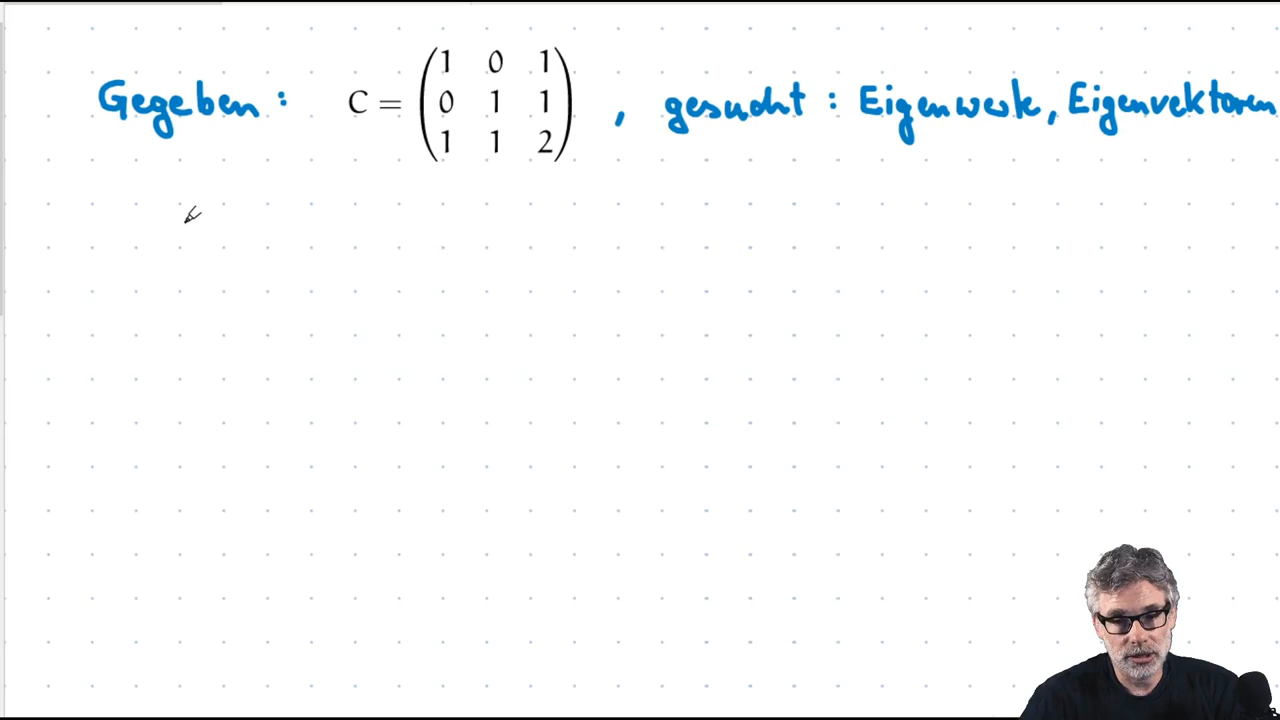 Gegeben: C = (1 0 1; 0 1 1; 1 1 2), gesucht: Eigenwerte, Eigenvektoren